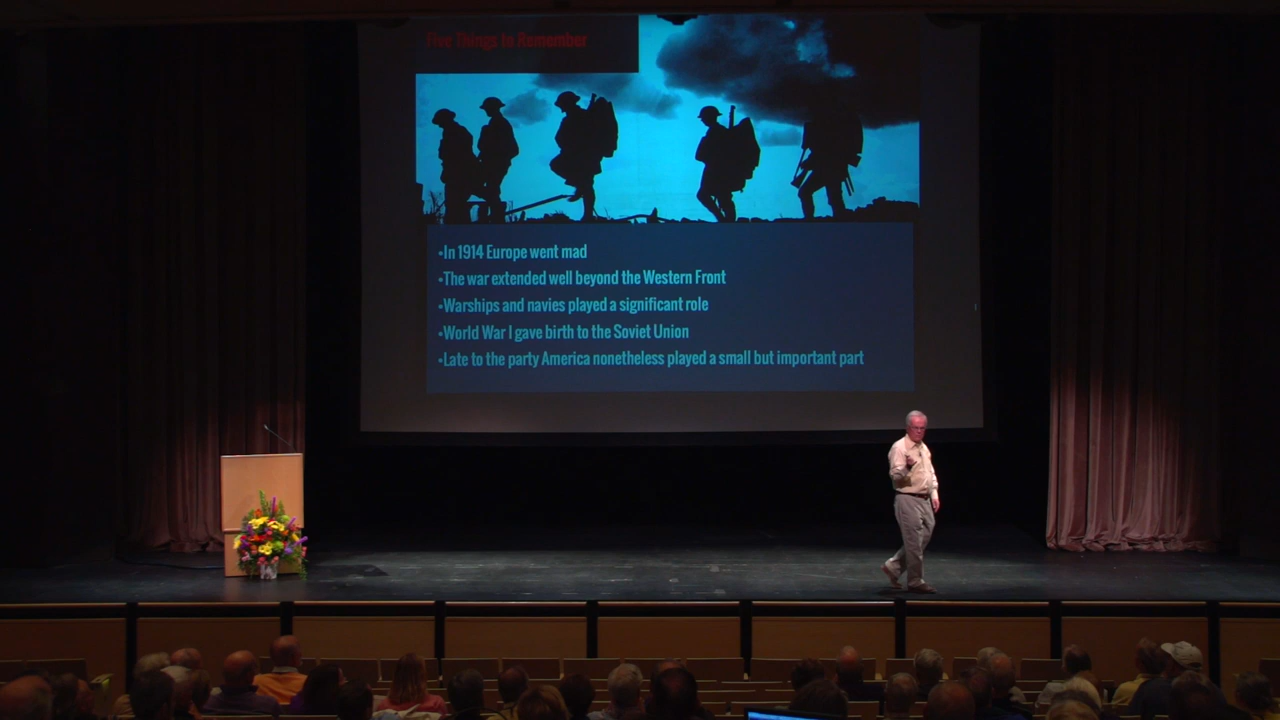 Five Things to Remember
•In 1914 Europe went mad
•The war extended well beyond the Western Front
•Warships and navies played a significant role
•World War I gave birth to the Soviet Union
•Late to the party America nonetheless played a small but important part